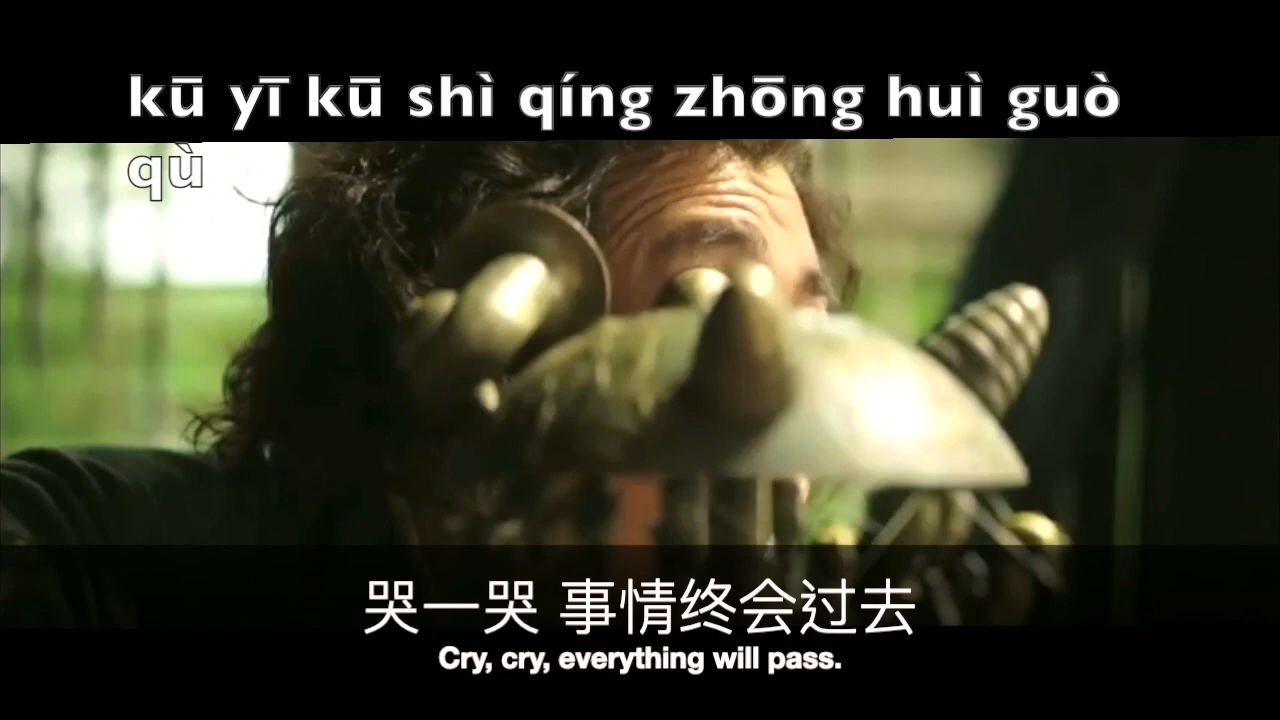 kū yī kū shì qíng zhōng huì guò
qù
哭一哭 事情终会过去
Cry, cry, everything will pass.